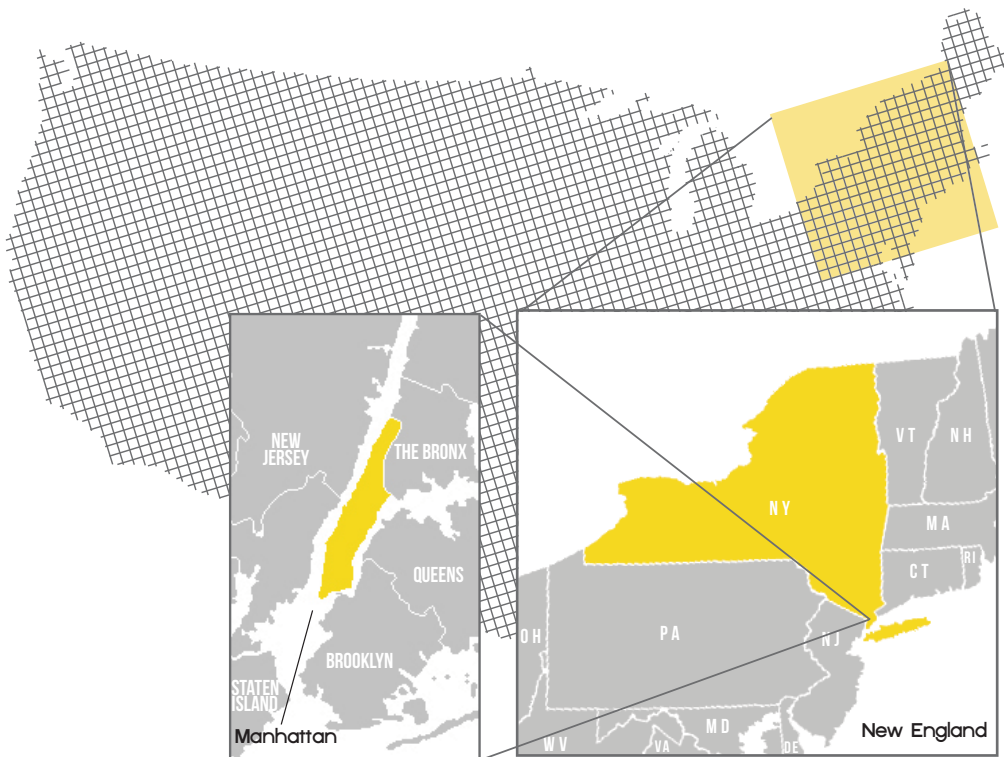 NEW
JERSEY
THE BRONX
QUEENS
BROOKLYN
STATEN
ISLAND
Manhattan
VT
NH
NY
MA
CT
RI
PA
OH
NJ
MD
WV
VA
DE
New England